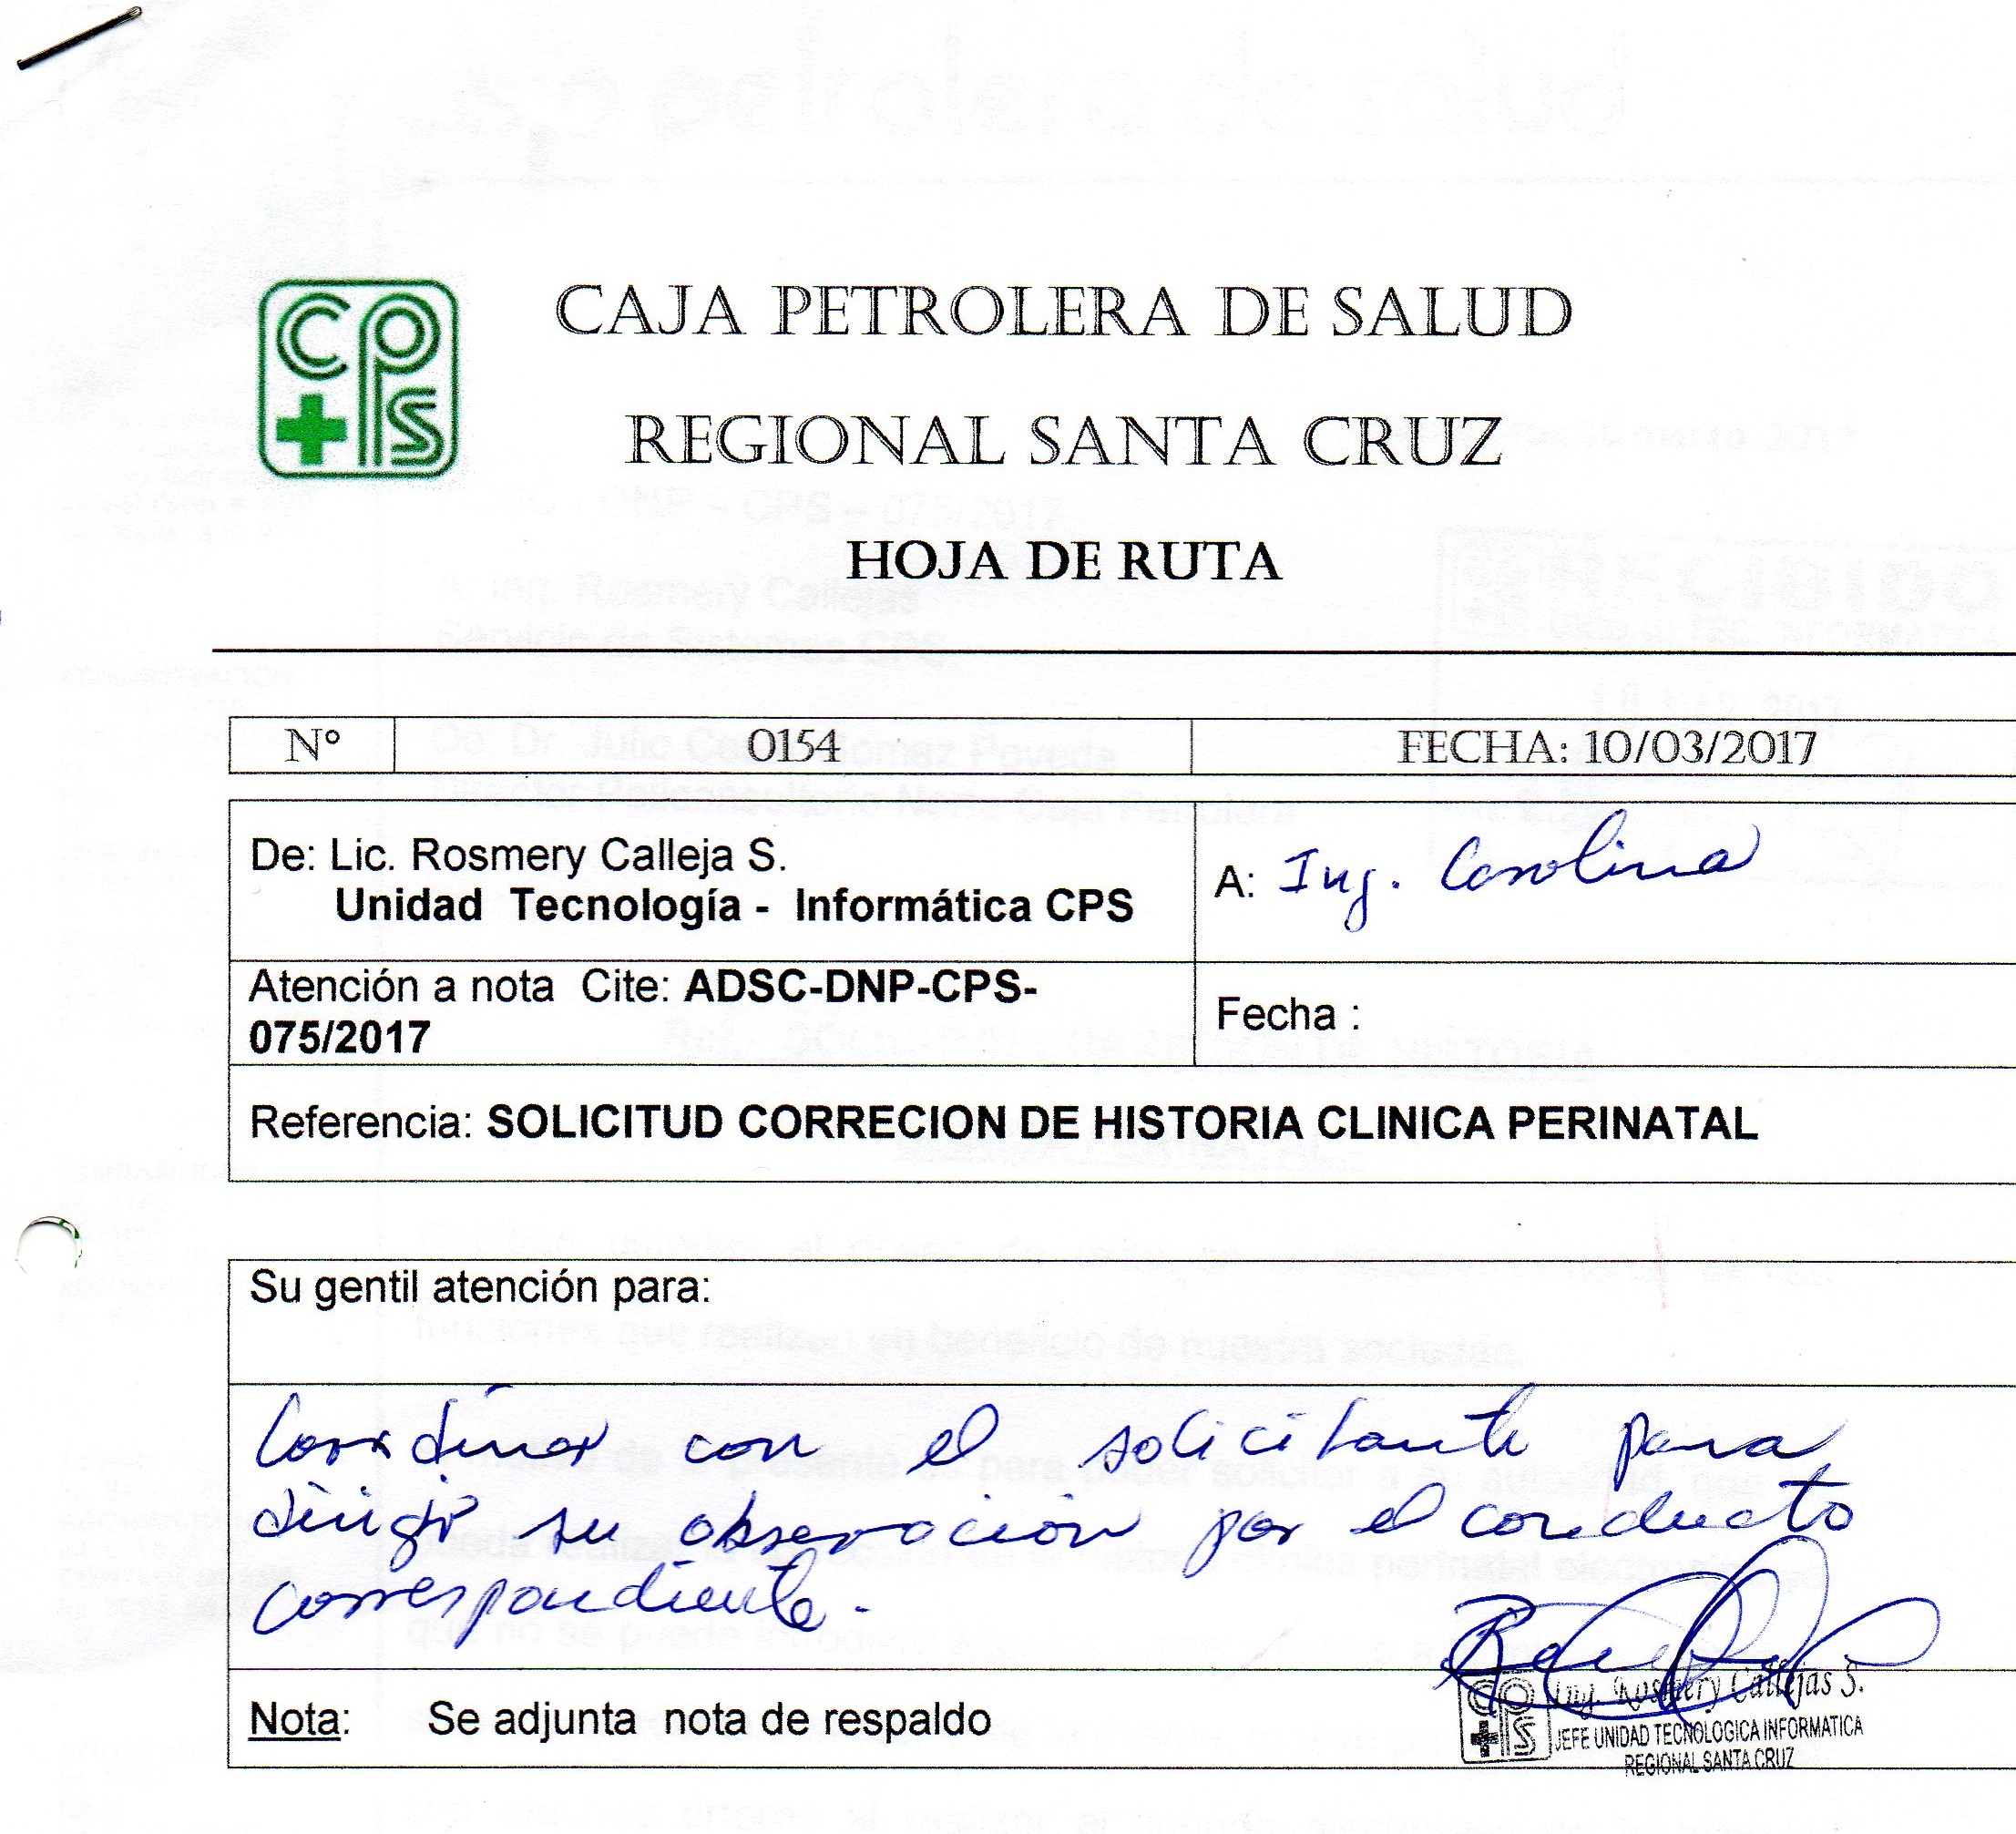 CPS
CAJA PETROLERA DE SALUD
REGIONAL SANTA CRUZ
HOJA DE RUTA
N° 0154 FECHA: 10/03/2017
De: Lic. Rosmery Calleja S.
Unidad Tecnología - Informática CPS
A: Ing. Carolina
Atención a nota Cite: ADSC-DNP-CPS-
075/2017
Fecha :
Referencia: SOLICITUD CORRECION DE HISTORIA CLINICA PERINATAL
Su gentil atención para:
Coordinar con el solicitante para
dirigir su observación por el conducto
correspondiente.
Nota: Se adjunta nota de respaldo
CPS
Ing. Rosmery Callejas S.
JEFE UNIDAD TECNOLOGICA INFORMATICA
REGIONAL SANTA CRUZ